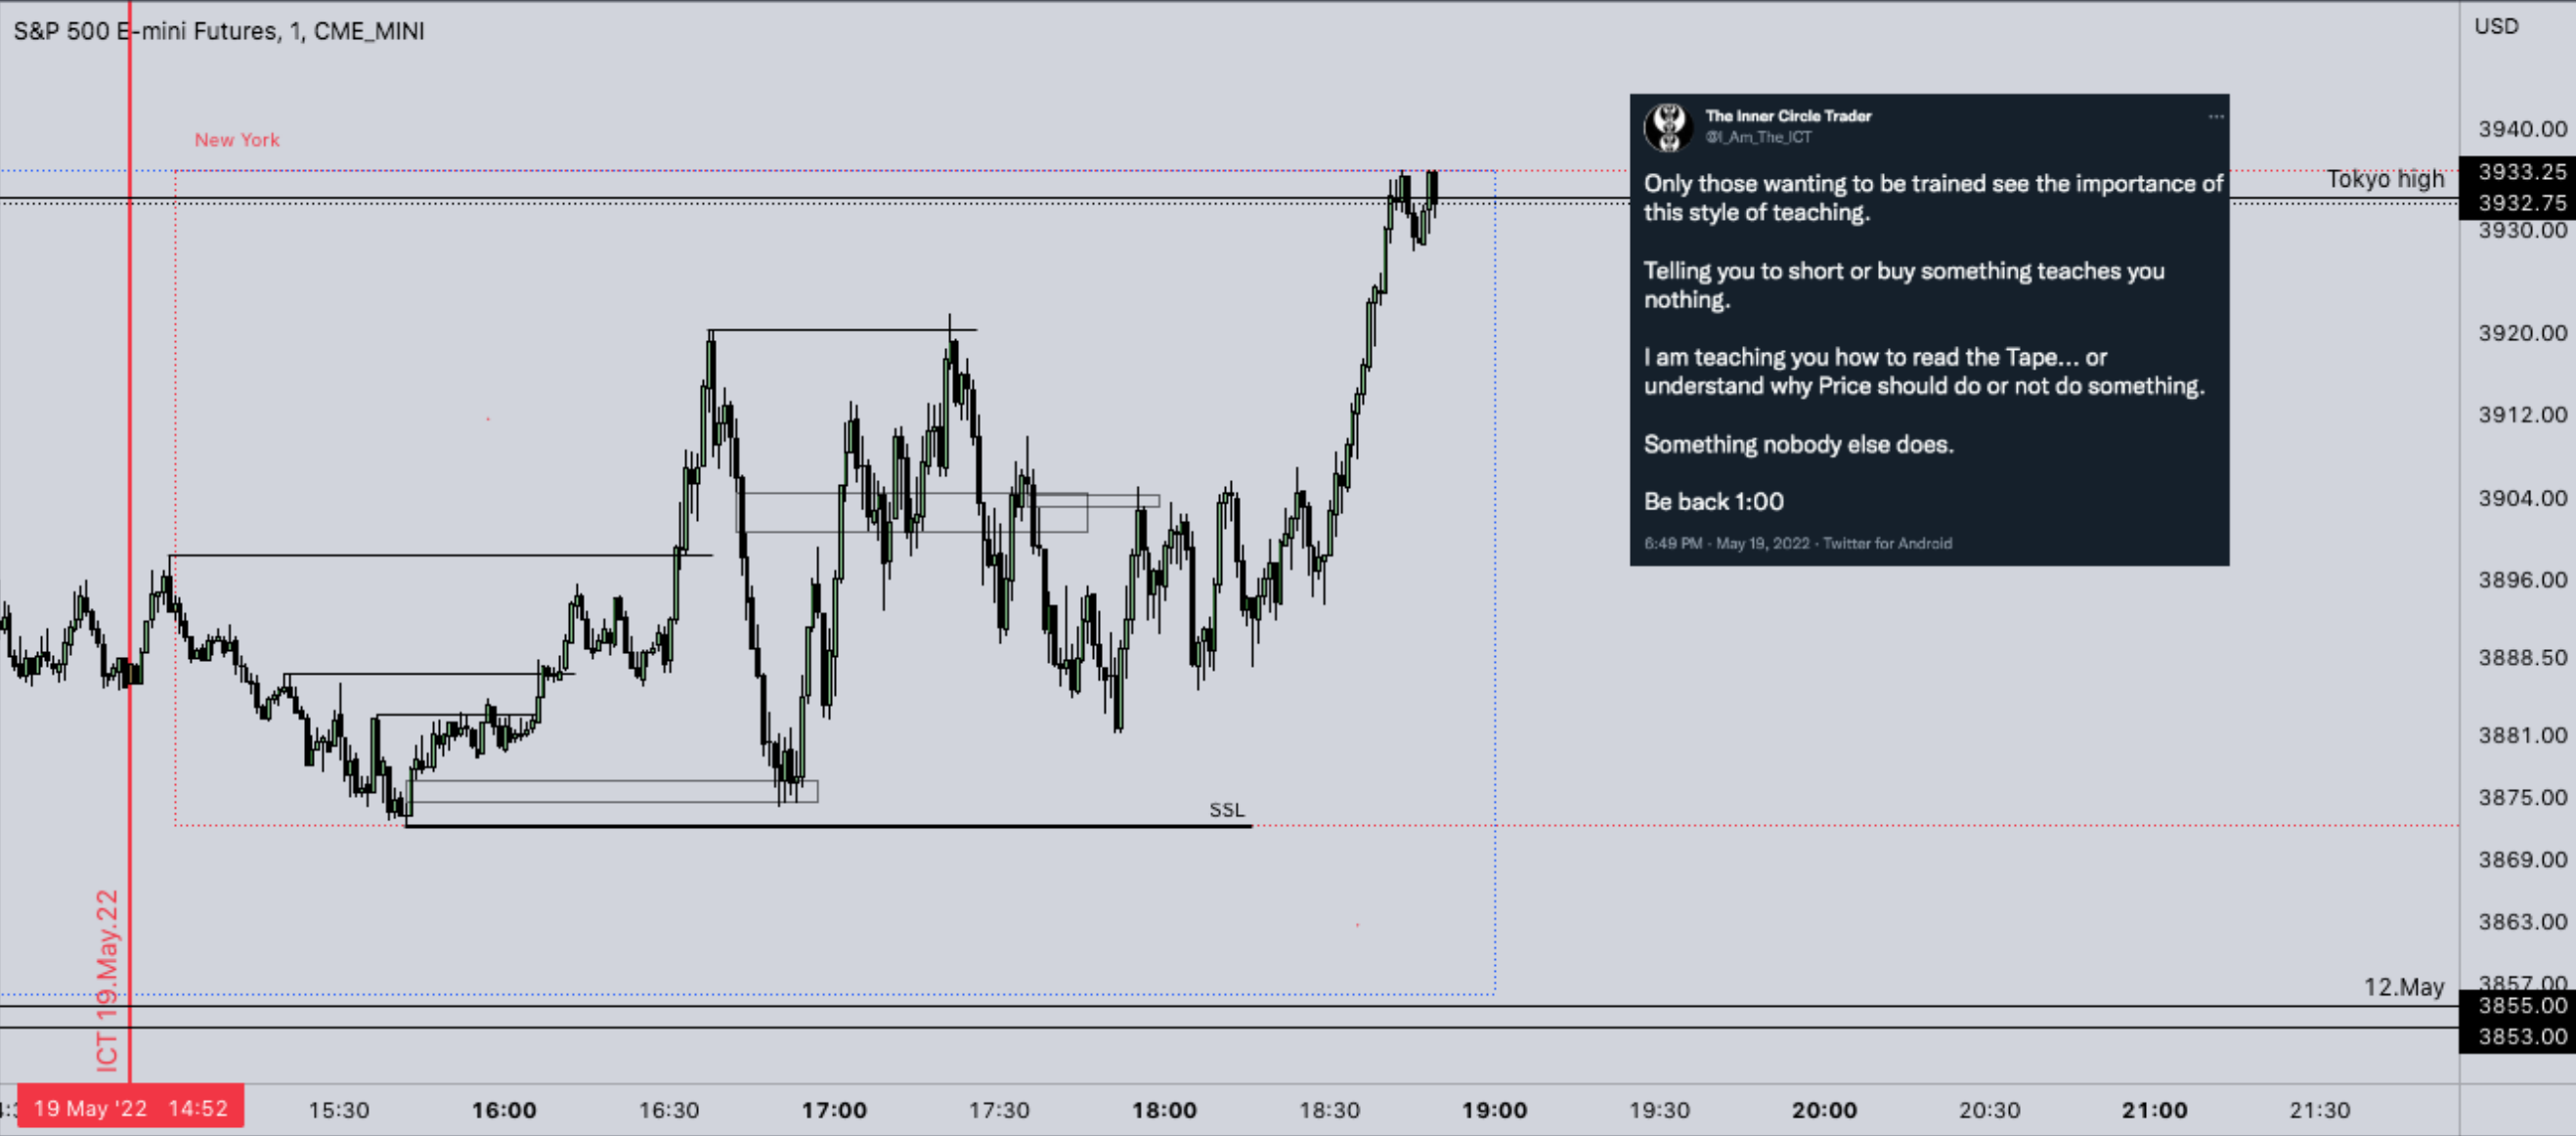 S&P 500 E-mini Futures, 1, CME_MINI
USD
New York
The Inner Circle Trader
@I_Am_The_ICT
Only those wanting to be trained see the importance of
this style of teaching.
Telling you to short or buy something teaches you
nothing.
I am teaching you how to read the Tape... or
understand why Price should do or not do something.
Something nobody else does.
Be back 1:00
6:49 PM · May 19, 2022 · Twitter for Android
Tokyo high
3940.00
3933.25
3932.75
3930.00
3920.00
3912.00
3904.00
3896.00
3888.50
3881.00
3875.00
3869.00
3863.00
3857.00
3855.00
3853.00
SSL
12.May
ICT 19.May.22
19 May '22 14:52
15:30
16:00
16:30
17:00
17:30
18:00
18:30
19:00
19:30
20:00
20:30
21:00
21:30